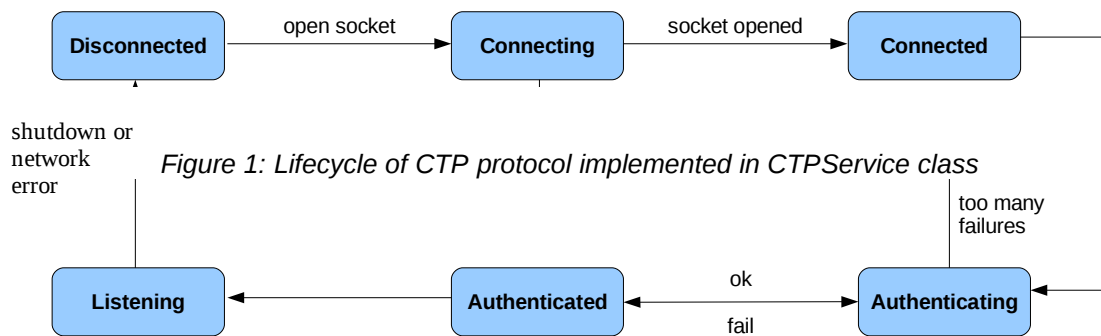 Disconnected
open socket
Connecting
socket opened
Connected
shutdown or
network
error
Figure 1: Lifecycle of CTP protocol implemented in CTPService class
too many
failures
Listening
Authenticated
ok
fail
Authenticating